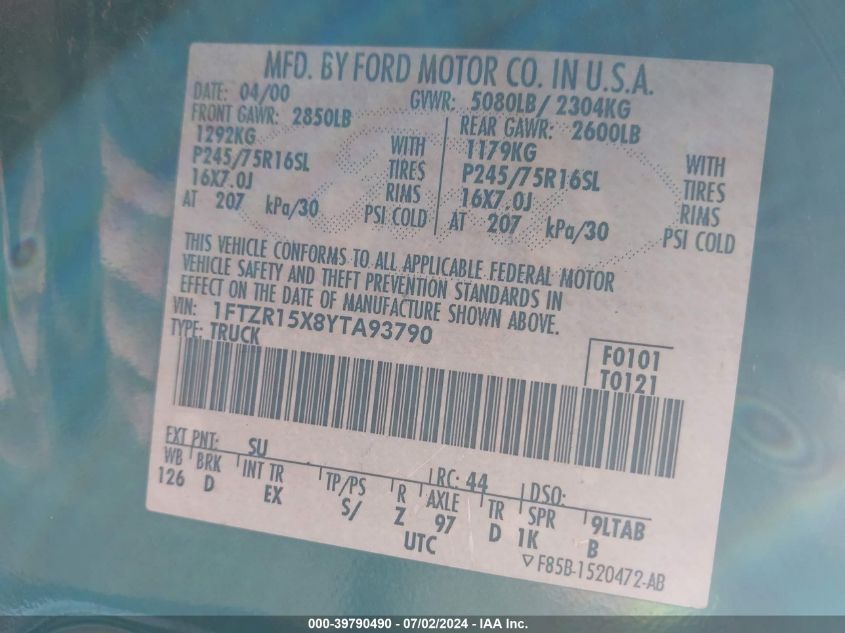 MFD. BY FORD MOTOR CO. IN U.S.A.
DATE: 04/00 GVWR: 5080LB/ 2304KG
FRONT GAWR: 2850LB REAR GAWR: 2600LB
1292KG WITH 1179KG WITH
P245/75R16SL TIRES P245/75R16SL TIRES
16X7.0J RIMS 16X7.0J RIMS
AT 207 kPa/30 PSI COLD AT 207 kPa/30 PSI COLD
THIS VEHICLE CONFORMS TO ALL APPLICABLE FEDERAL MOTOR
VEHICLE SAFETY AND THEFT PREVENTION STANDARDS IN
EFFECT ON THE DATE OF MANUFACTURE SHOWN ABOVE.
VIN: 1FTZR15X8YTA93790
TYPE: TRUCK
F0101
T0121
EXT PNT: SU RC: 44 DSO:
WB BRK INT TR TP/PS R AXLE TR SPR 9LTAB
126 D EX S/ Z 97 D 1K B
UTC
▽F85B-1520472-AB
000-39790490 - 07/02/2024 - IAA Inc.